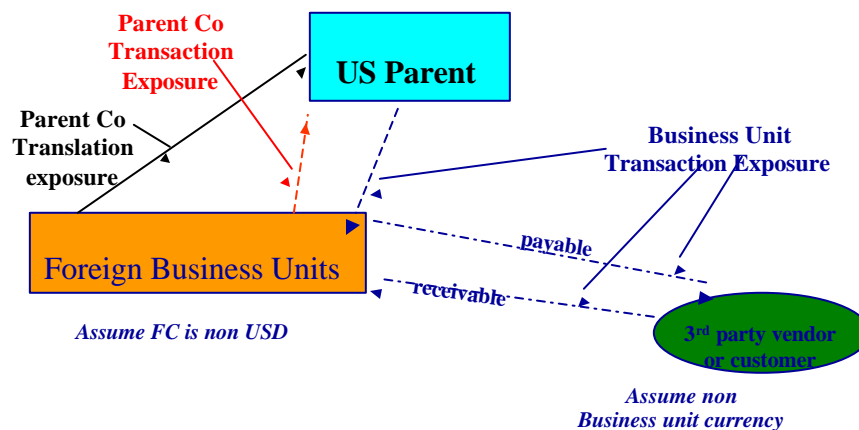 Parent Co
Transaction
Exposure
US Parent
Parent Co
Translation
exposure
Business Unit
Transaction Exposure
payable
Foreign Business Units
receivable
Assume FC is non USD
3rd party vendor
or customer
Assume non
Business unit currency